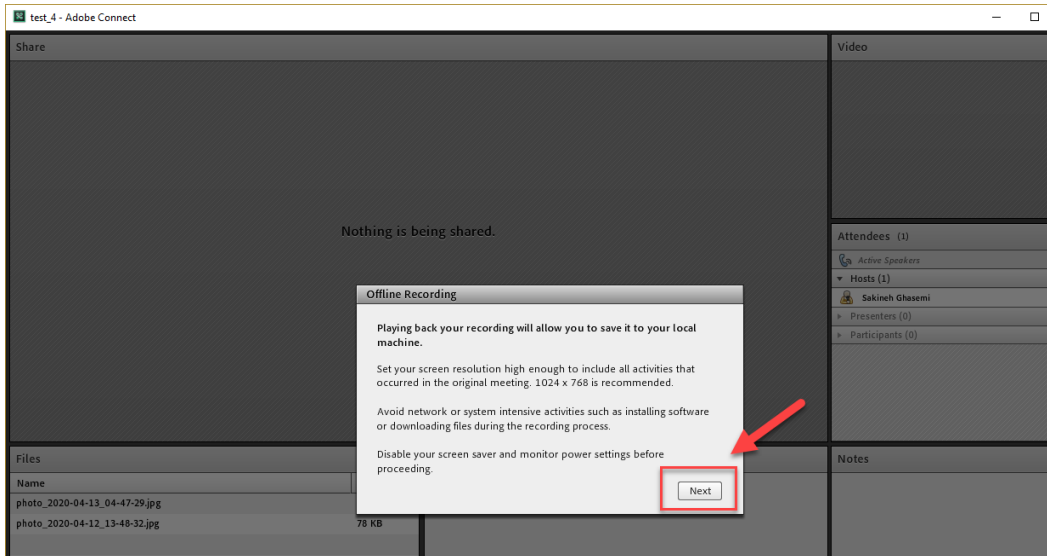 test_4 - Adobe Connect
Share
Video
Nothing is being shared.
Attendees (1)
Active Speakers
Hosts (1)
Sakineh Ghasemi
Presenters (0)
Participants (0)
Offline Recording
Playing back your recording will allow you to save it to your local
machine.
Set your screen resolution high enough to include all activities that
occurred in the original meeting. 1024 x 768 is recommended.
Avoid network or system intensive activities such as installing software
or downloading files during the recording process.
Disable your screen saver and monitor power settings before
proceeding.
Next
Files
Name
photo_2020-04-13_04-47-29.jpg
photo_2020-04-12_13-48-32.jpg 78 KB
Notes